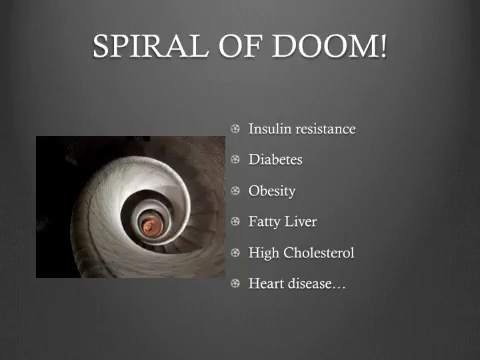 SPIRAL OF DOOM!
Insulin resistance
Diabetes
Obesity
Fatty Liver
High Cholesterol
Heart disease…